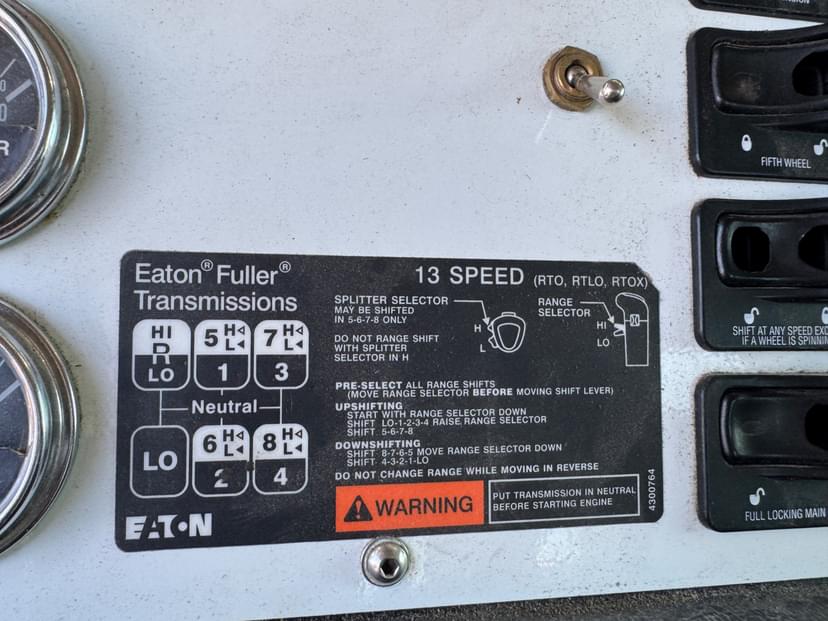 0
0
R
FIFTH WHEEL
SHIFT AT ANY SPEED
IF A WHEEL IS
FULL LOCKING MAIN
Eaton® Fuller®
Transmissions
13 SPEED (RTO, RTLO, RTOX)
HI
R
LO
5 H
L
1
7 H
L
3
Neutral
LO
6 H
L
2
8 H
L
4
EATON
SPLITTER SELECTOR
MAY BE SHIFTED
IN 5-6-7-8 ONLY
H
L
RANGE
SELECTOR
HI
LO
DO NOT RANGE SHIFT
WITH SPLITTER
SELECTOR IN H
PRE-SELECT ALL RANGE SHIFTS
(MOVE RANGE SELECTOR BEFORE MOVING SHIFT LEVER)
UPSHIFTING
START WITH RANGE SELECTOR DOWN
SHIFT LO-1-2-3-4 RAISE RANGE SELECTOR
SHIFT 5-6-7-8
DOWNSHIFTING
SHIFT 8-7-6-5 MOVE RANGE SELECTOR DOWN
SHIFT 4-3-2-1-LO
DO NOT CHANGE RANGE WHILE MOVING IN REVERSE
WARNING
PUT TRANSMISSION IN NEUTRAL
BEFORE STARTING ENGINE
4300764